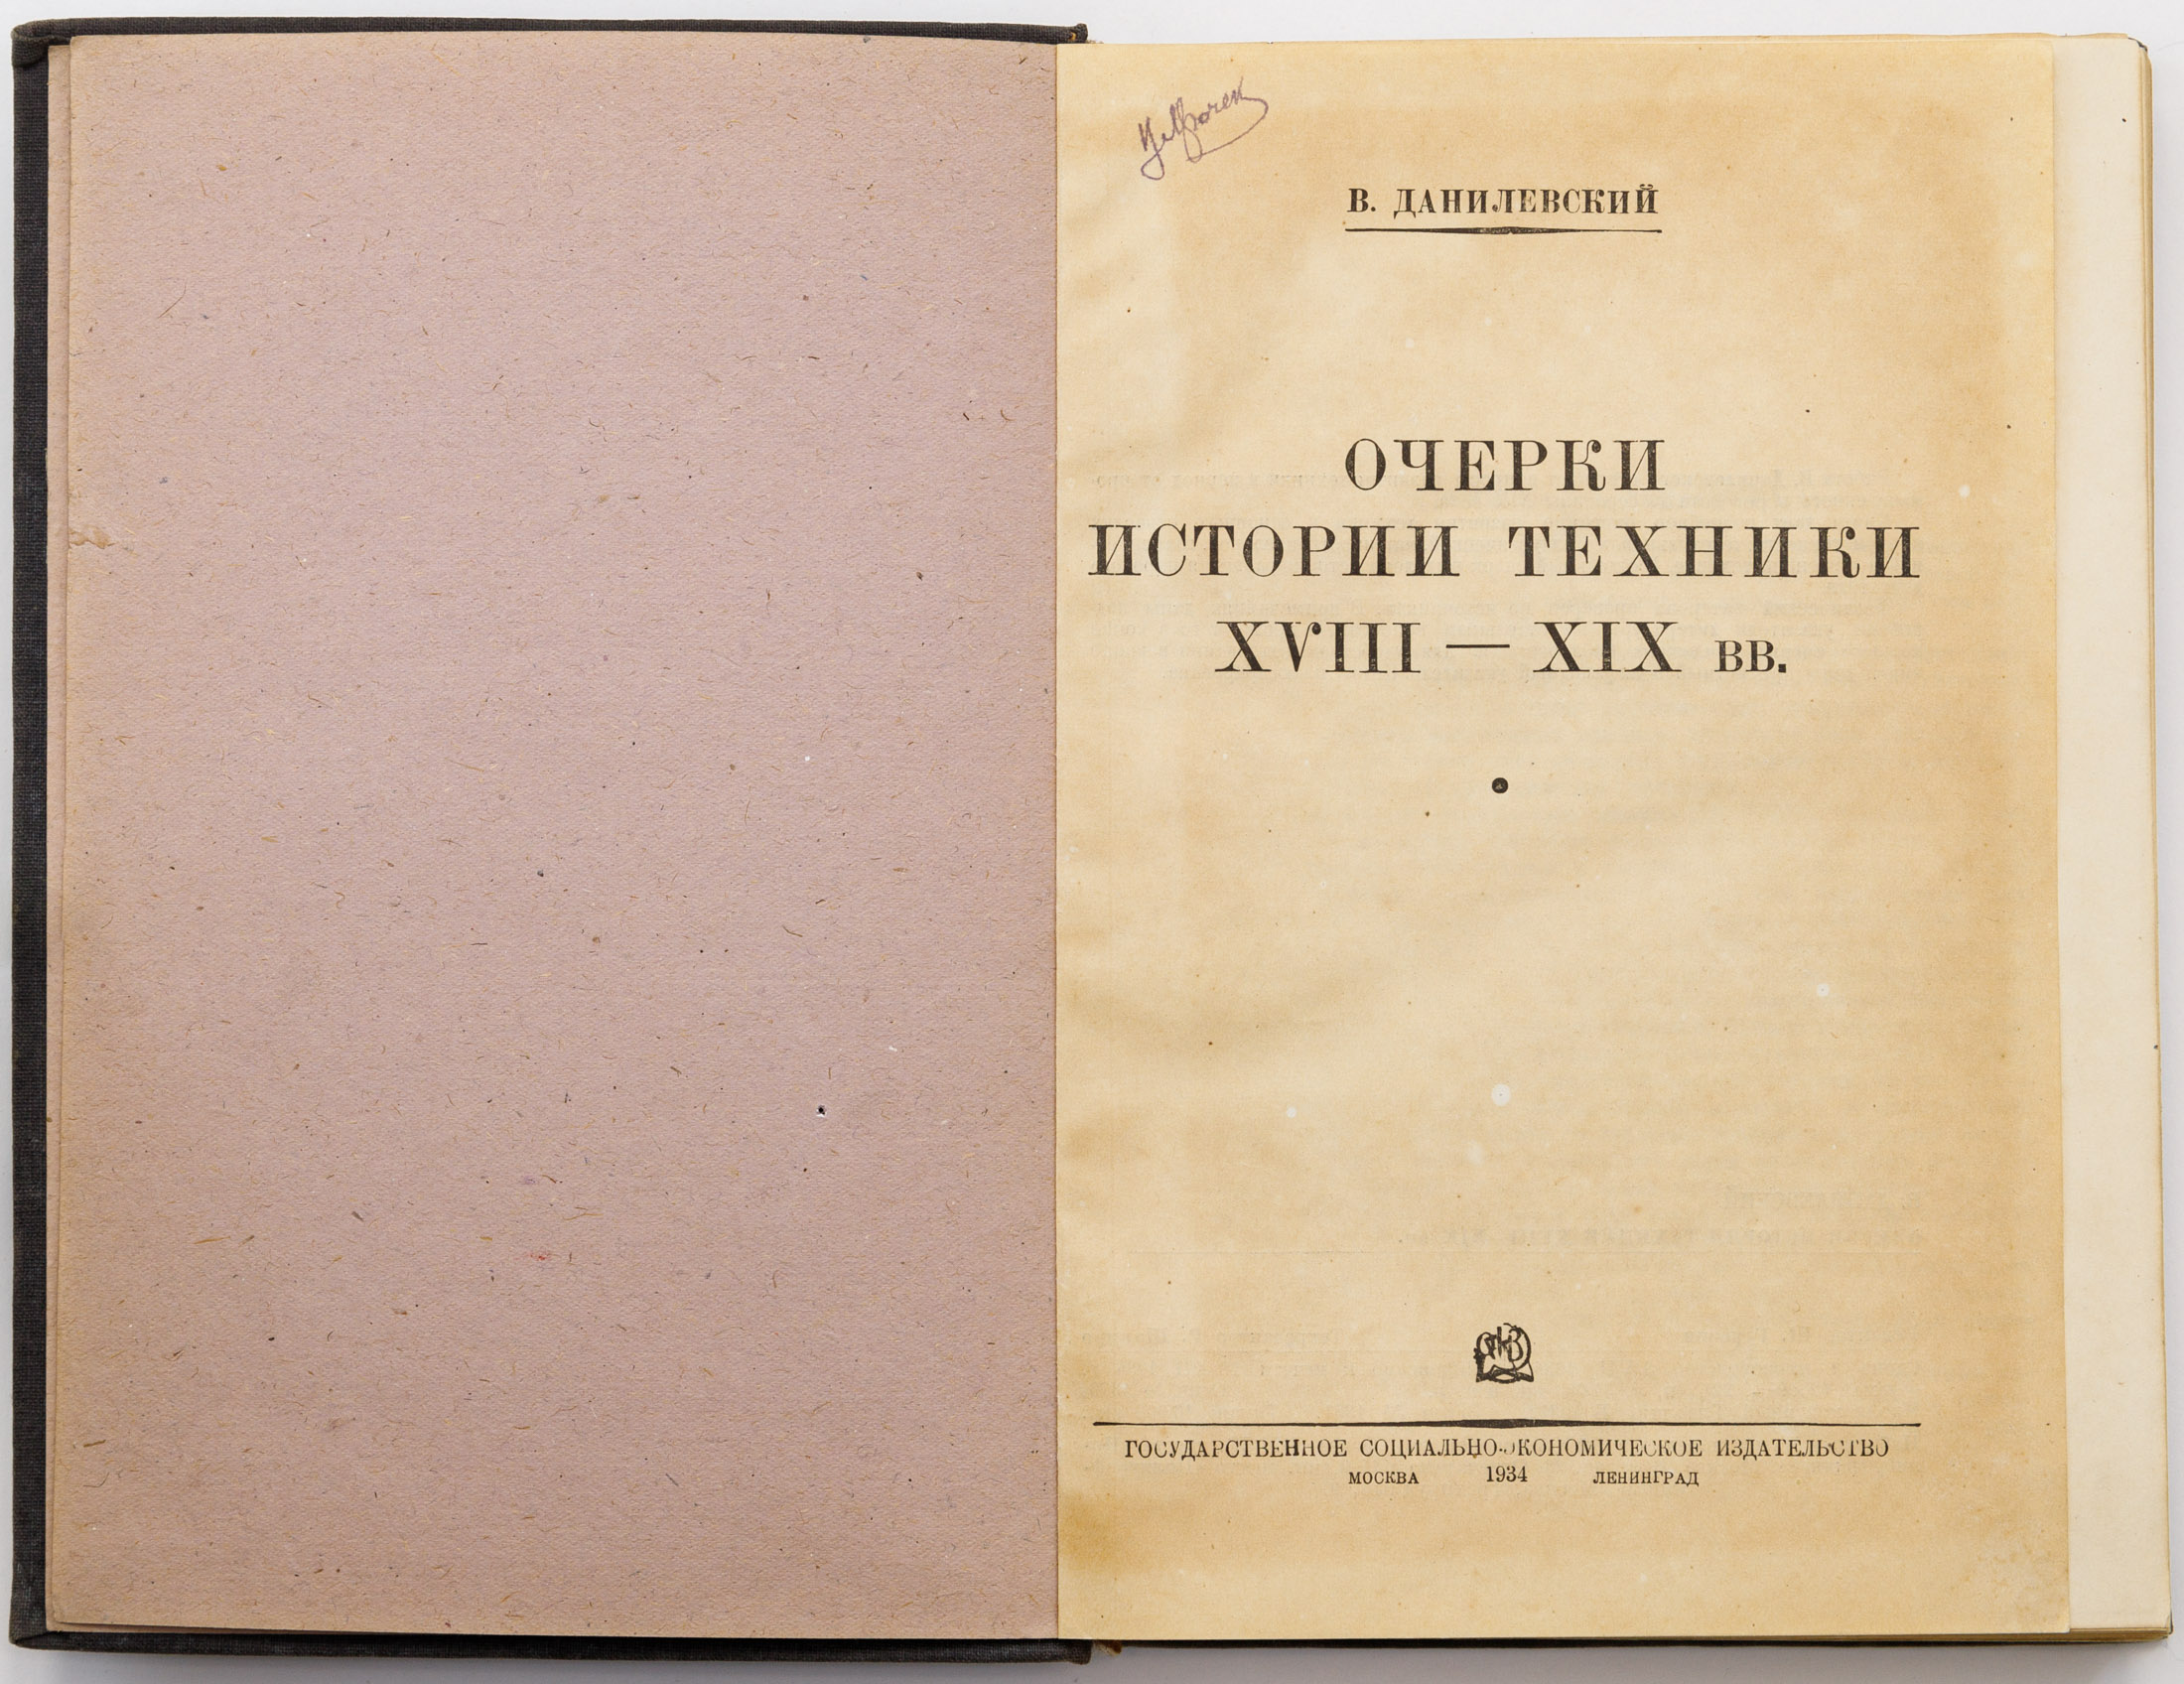 В. ДАНИЛЕВСКИЙ
ОЧЕРКИ
ИСТОРИИ ТЕХНИКИ
XVIII — XIX вв.
ГОСУДАРСТВЕННОЕ СОЦИАЛЬНО-ЭКОНОМИЧЕСКОЕ ИЗДАТЕЛЬСТВО
МОСКВА 1934 ЛЕНИНГРАД